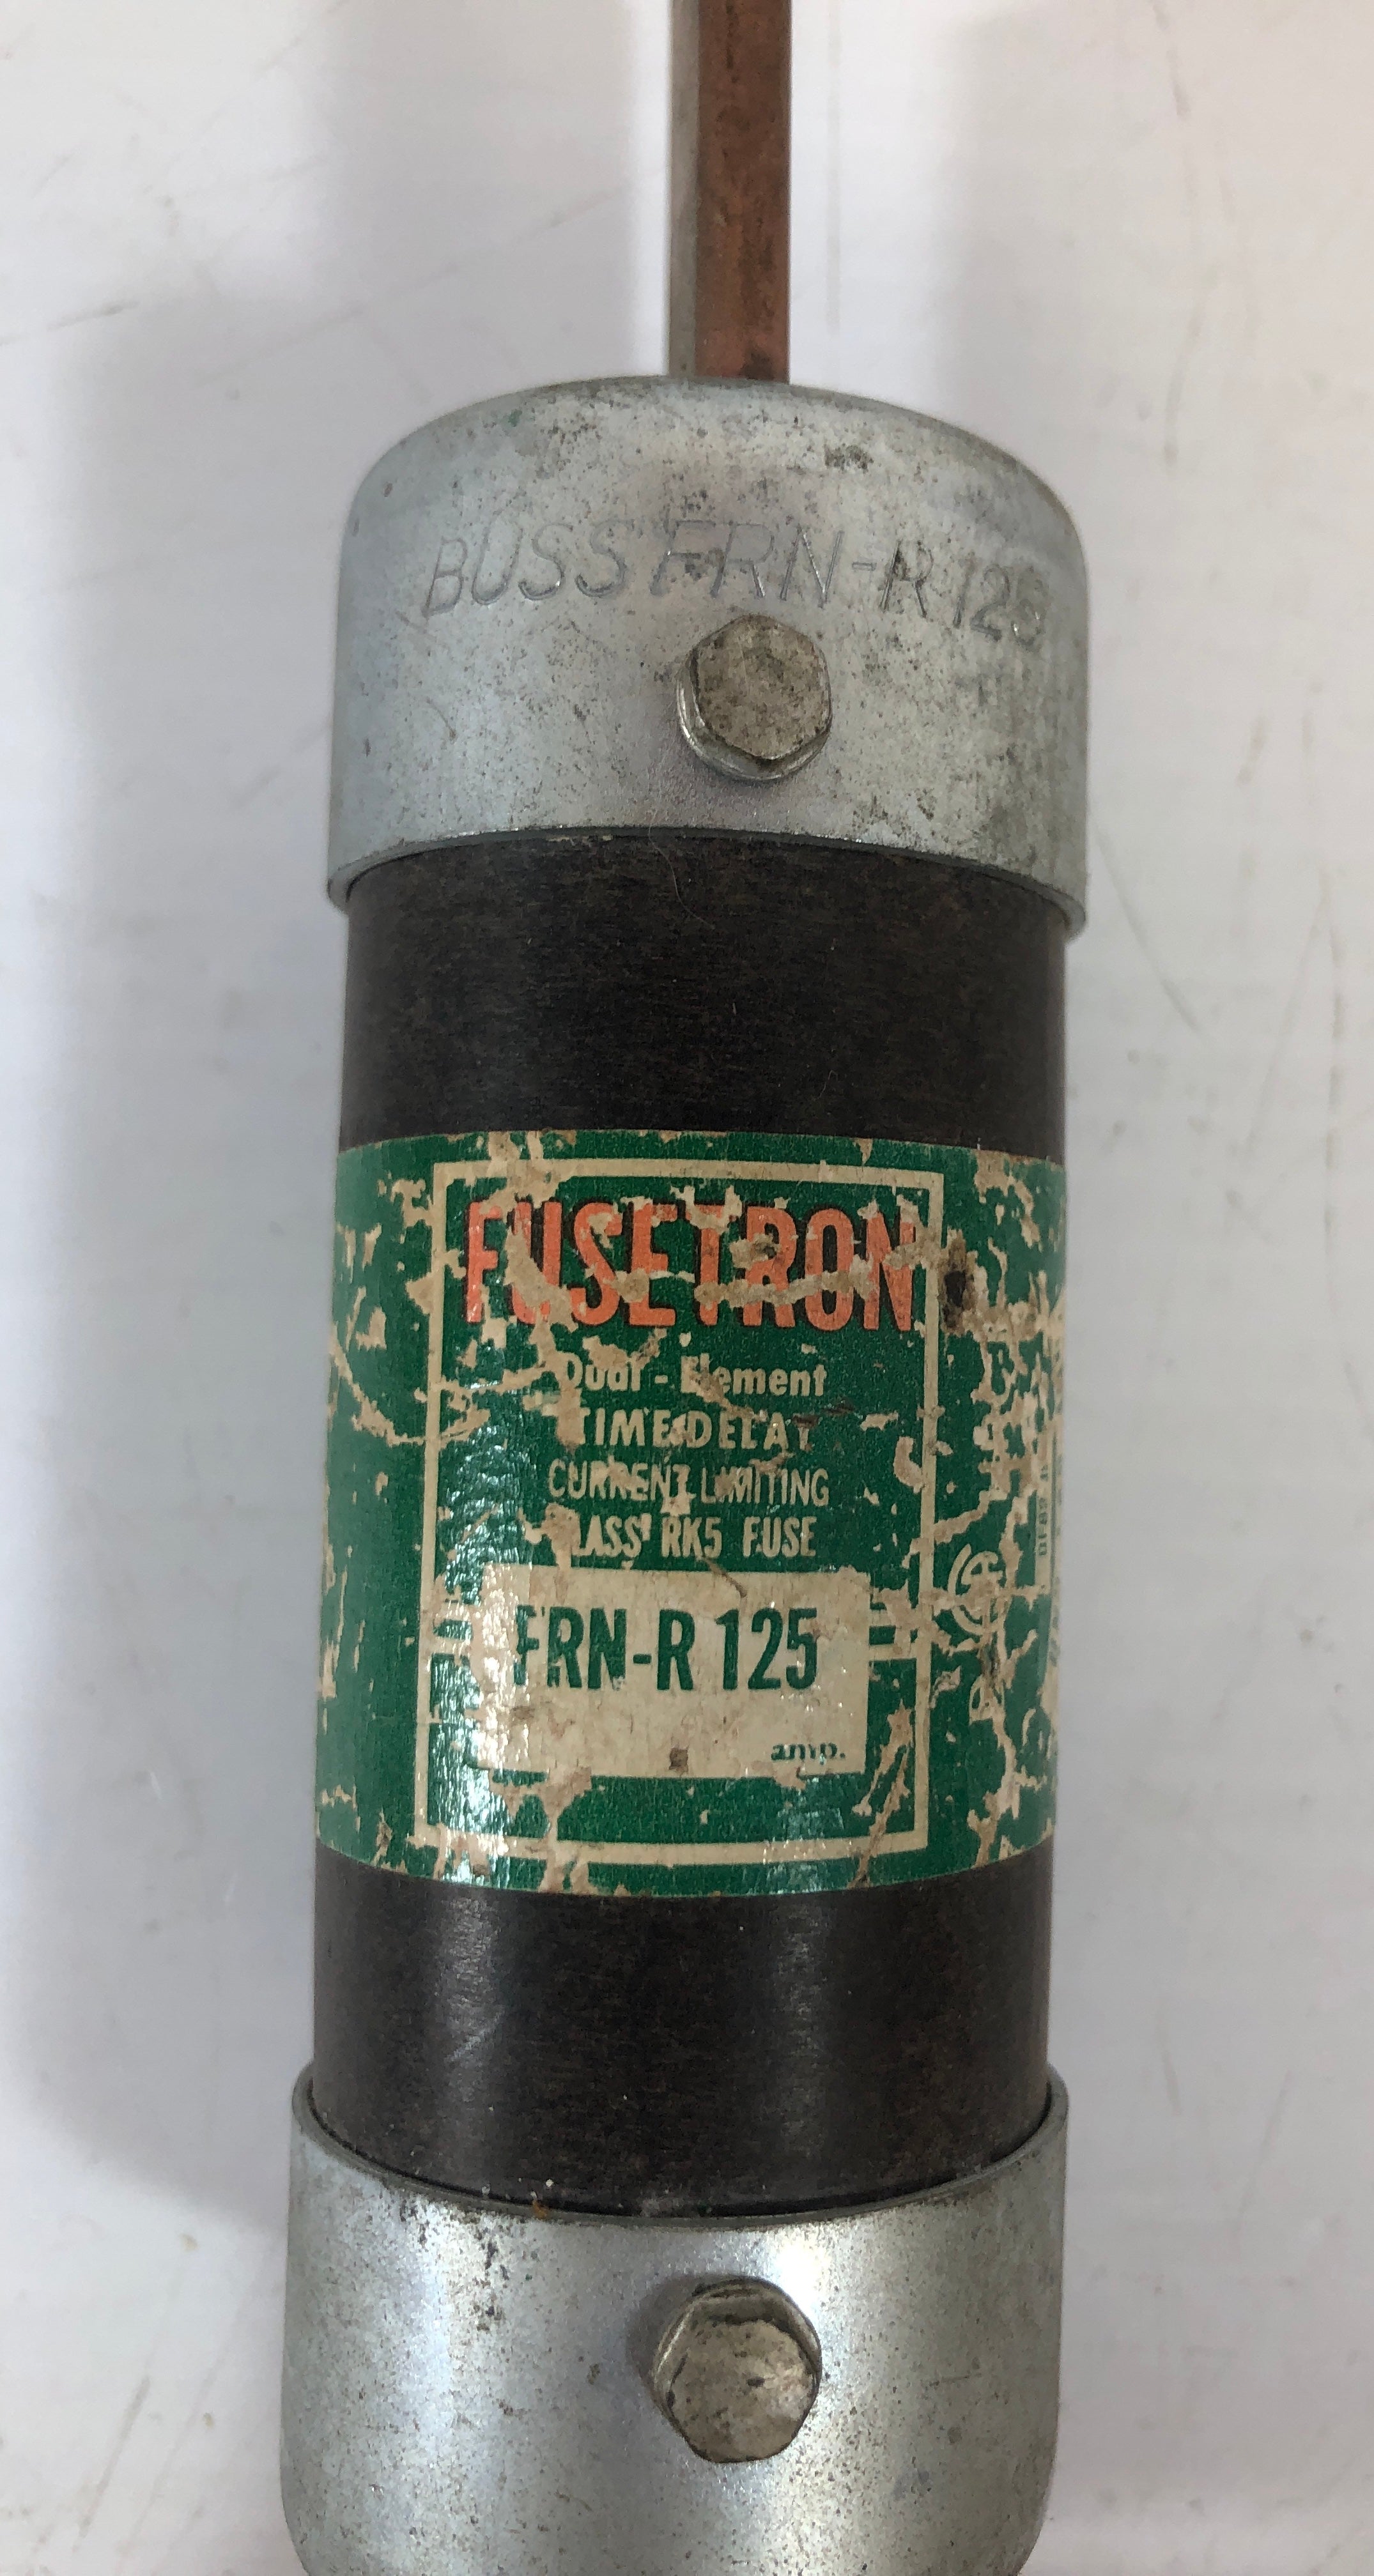 BUSS FRN-R 125
FUSETRON
Dual-Element
TIME DELAY
CURRENT LIMITING
CLASS RK5 FUSE
FRN-R 125
amp.